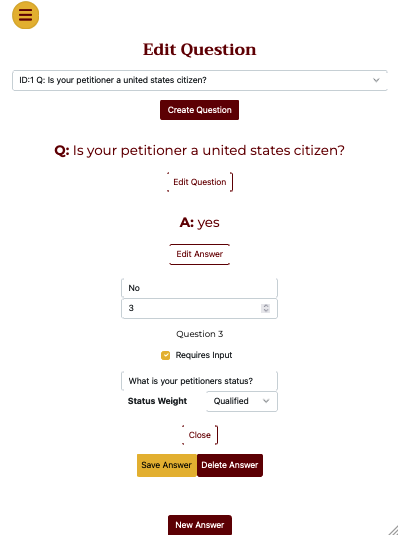 Edit Question
ID:1 Q: Is your petitioner a united states citizen?
Create Question
Q: Is your petitioner a united states citizen?
Edit Question
A: yes
Edit Answer
No
3
Question 3
Requires Input
What is your petitioners status?
Status Weight Qualified
Close
Save Answer Delete Answer
New Answer